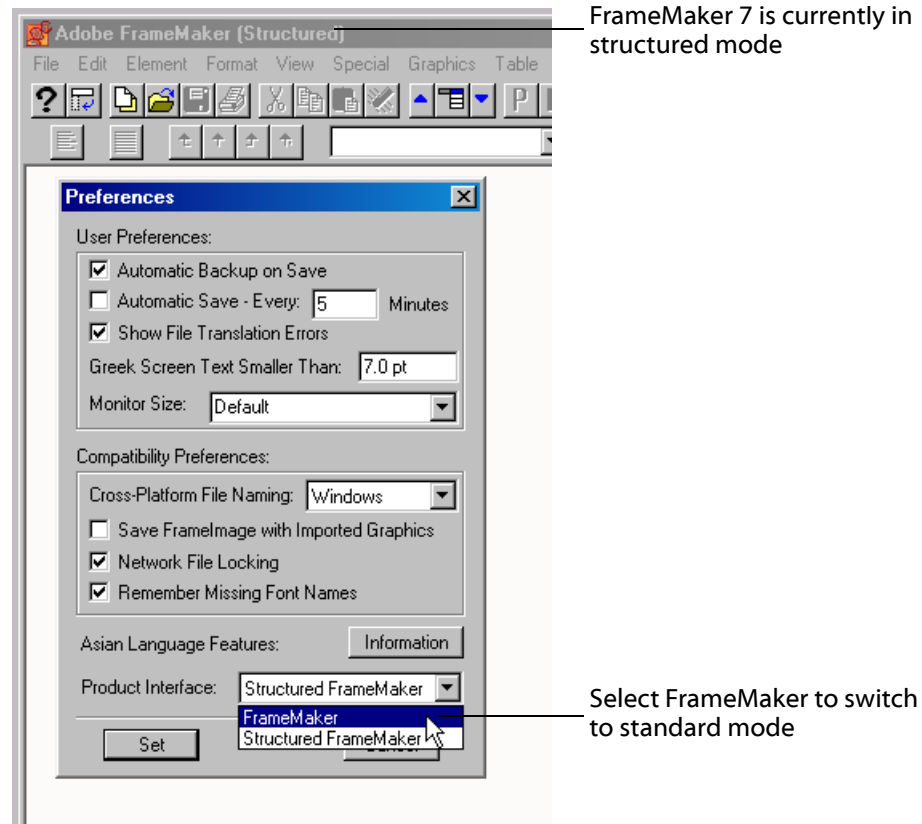 FrameMaker 7 is currently in
structured mode
Adobe FrameMaker (Structured)
File Edit Element Format View Special Graphics Table
?
P
Preferences
User Preferences:
Automatic Backup on Save
Automatic Save - Every: 5 Minutes
Show File Translation Errors
Greek Screen Text Smaller Than: 7.0 pt
Monitor Size: Default
Compatibility Preferences:
Cross-Platform File Naming: Windows
Save FrameImage with Imported Graphics
Network File Locking
Remember Missing Font Names
Asian Language Features: Information
Product Interface: Structured FrameMaker
FrameMaker
Structured FrameMaker
Set
Select FrameMaker to switch
to standard mode